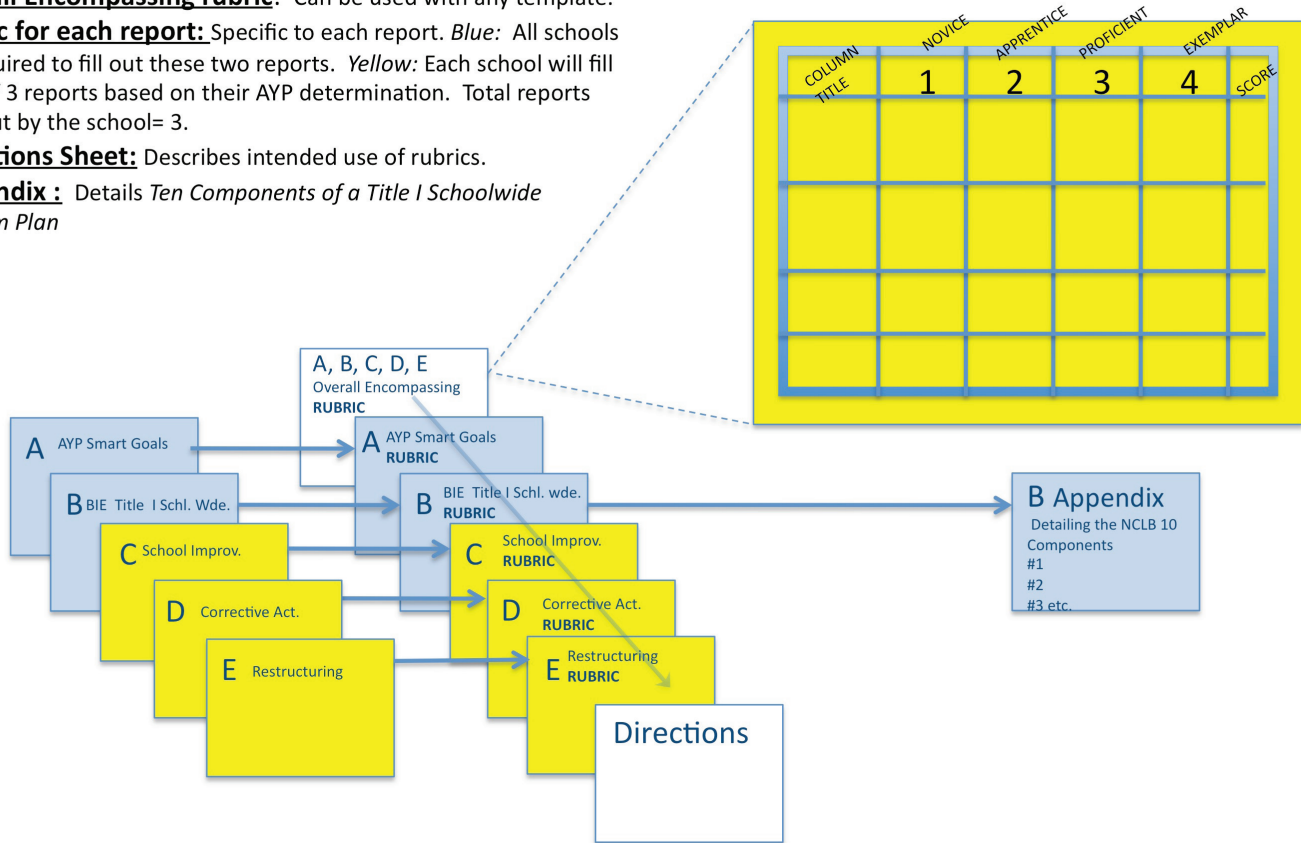 Encompassing rubric: Can be used with any template.
for each report: Specific to each report. Blue: All schools
to fill out these two reports. Yellow: Each school will fill
3 reports based on their AYP determination. Total reports
by the school= 3.
Sheet: Describes intended use of rubrics.
: Details Ten Components of a Title I Schoolwide
Plan
COLUMN TITLE
NOVICE
APPRENTICE
PROFICIENT
EXEMPLAR
1
2
3
4
SCORE
A, B, C, D, E
Overall Encompassing
RUBRIC
A AYP Smart Goals
A AYP Smart Goals
RUBRIC
B BIE Title I Schl. Wde.
B BIE Title I Schl. wde.
RUBRIC
B Appendix
Detailing the NCLB 10
Components
#1
#2
#3 etc.
C School Improv.
C School Improv.
RUBRIC
D Corrective Act.
D Corrective Act.
RUBRIC
E Restructuring
E Restructuring
RUBRIC
Directions